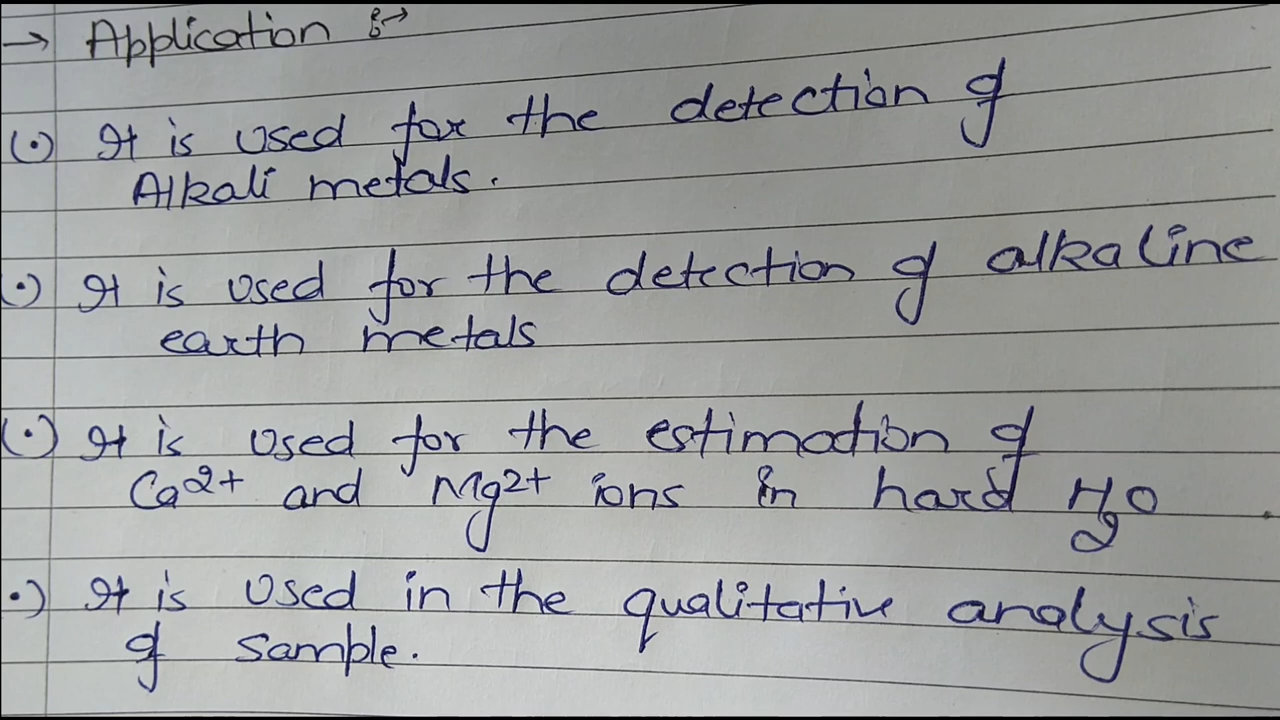 → Application :→
(•) It is used for the detection of
Alkali metals.
(•) It is used for the detection of alkaline
earth metals
(•) It is used for the estimation of
Ca²⁺ and Mg²⁺ ions in hard H₂O .
•) It is used in the qualitative analysis
of sample.